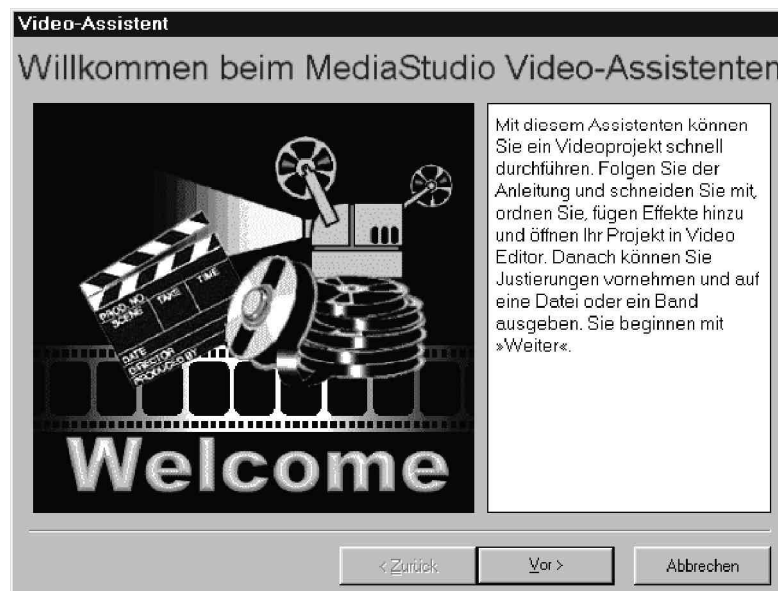 Video-Assistent
Willkommen beim MediaStudio Video-Assistenten
Mit diesem Assistenten können
Sie ein Videoprojekt schnell
durchführen. Folgen Sie der
Anleitung und schneiden Sie mit,
ordnen Sie, fügen Effekte hinzu
und öffnen Ihr Projekt in Video
Editor. Danach können Sie
Justierungen vornehmen und auf
eine Datei oder ein Band
ausgeben. Sie beginnen mit
»Weiter«.
PROD. NO.
SCENE TAKE TIME
DATE
DIRECTOR
PRODUCED BY
Welcome
< Zurück
Vor >
Abbrechen